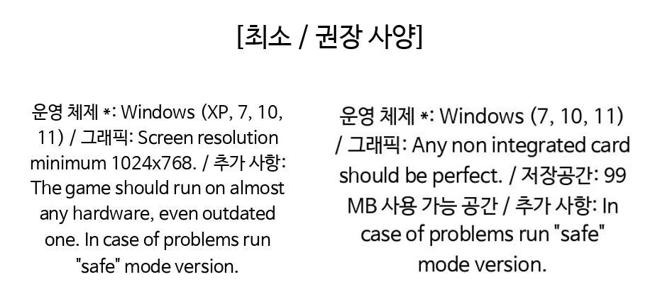 [최소 / 권장 사양]
운영 체제 *: Windows (XP, 7, 10,
11) / 그래픽: Screen resolution
minimum 1024x768. / 추가 사항:
The game should run on almost
any hardware, even outdated
one. In case of problems run
"safe" mode version.
운영 체제 *: Windows (7, 10, 11)
/ 그래픽: Any non integrated card
should be perfect. / 저장공간: 99
MB 사용 가능 공간 / 추가 사항: In
case of problems run "safe"
mode version.